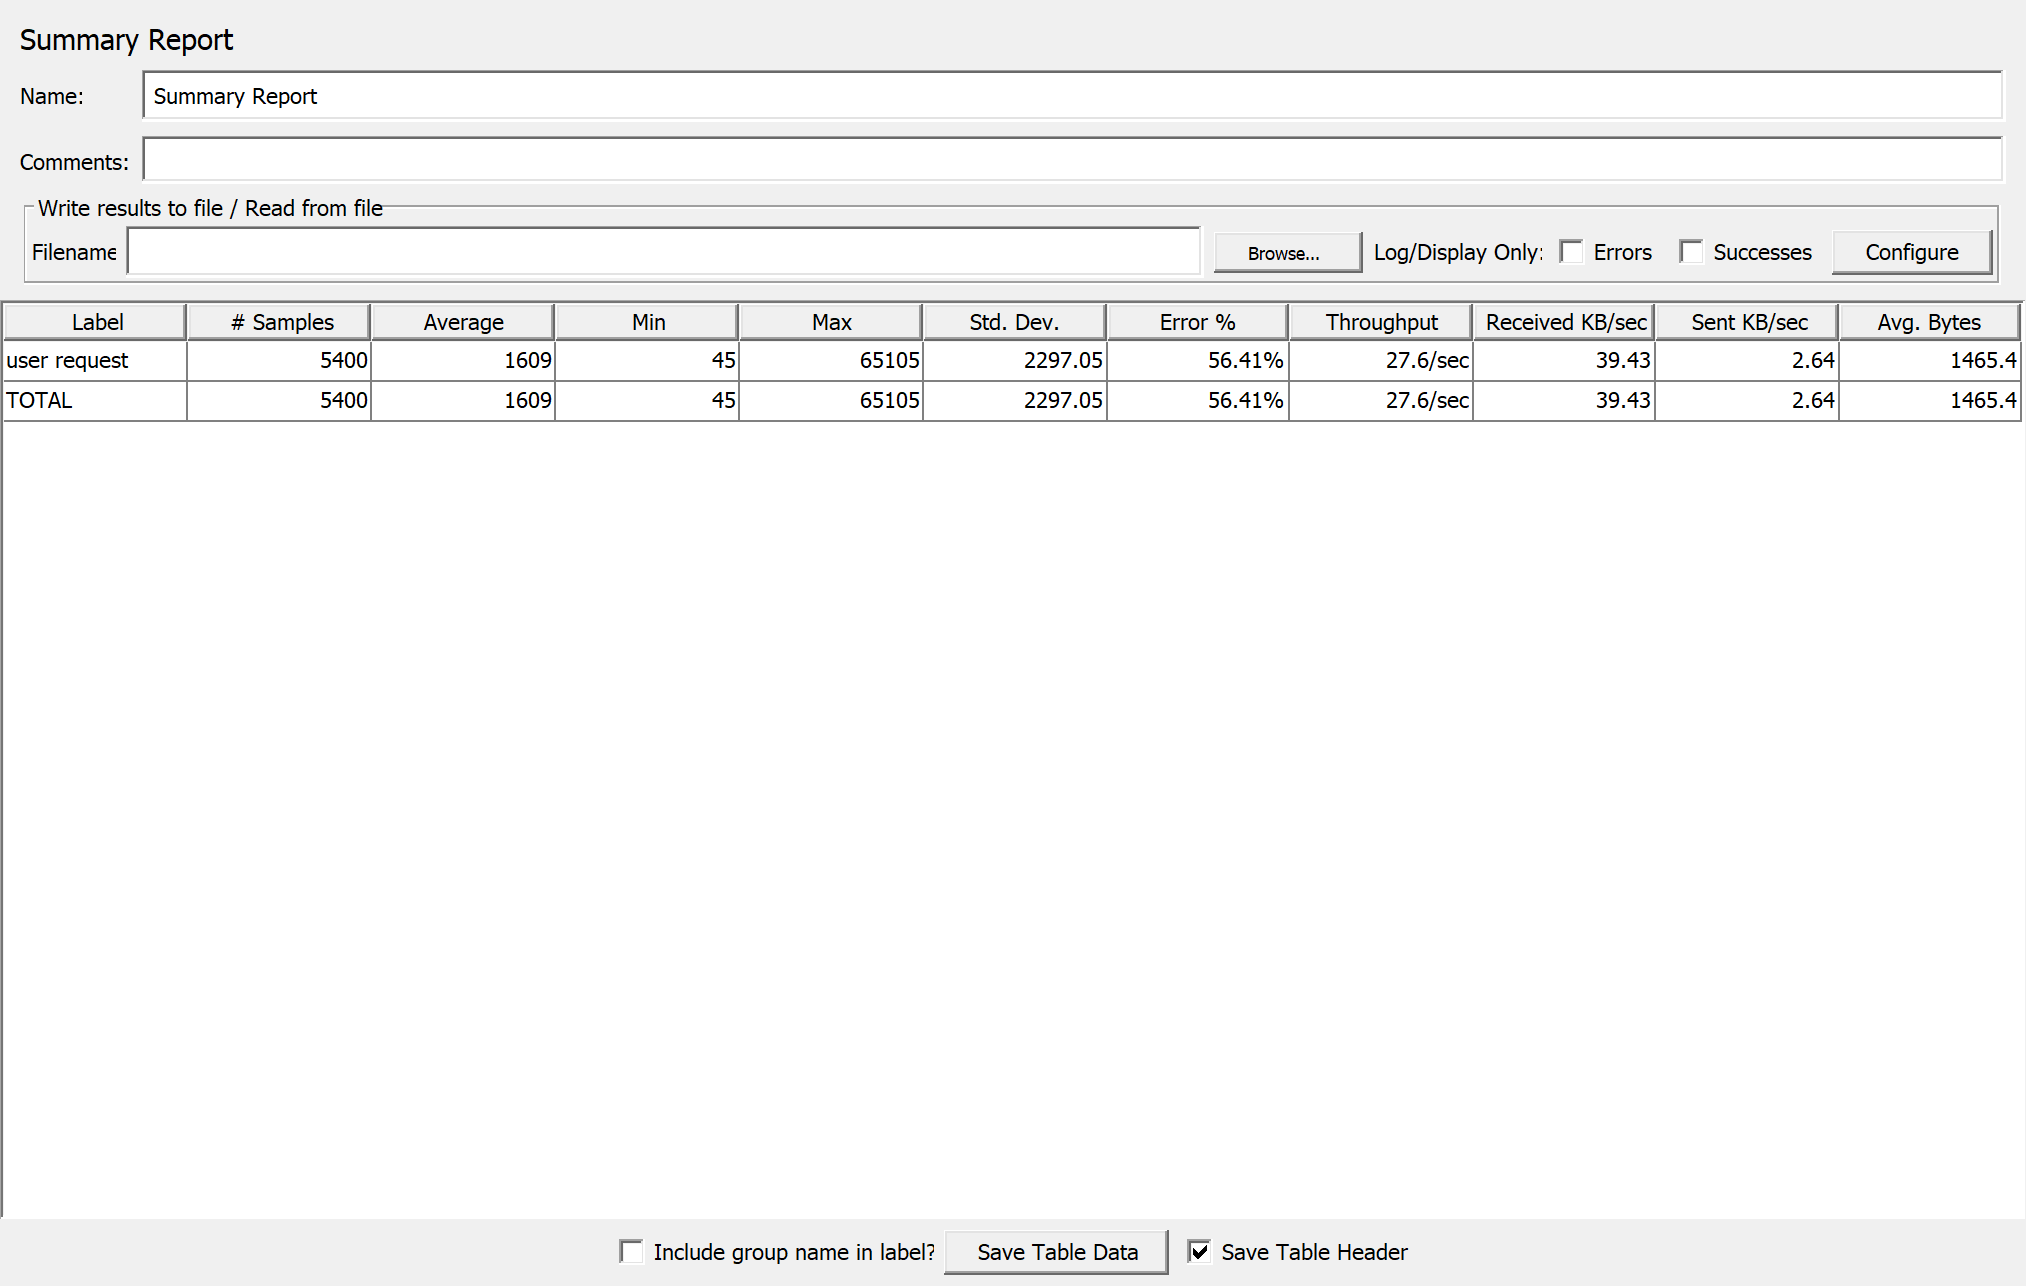 Summary Report
Name: Summary Report
Comments:
Write results to file / Read from file
Filename Browse... Log/Display Only: Errors Successes Configure
Label # Samples Average Min Max Std. Dev. Error % Throughput Received KB/sec Sent KB/sec Avg. Bytes
user request 5400 1609 45 65105 2297.05 56.41% 27.6/sec 39.43 2.64 1465.4
TOTAL 5400 1609 45 65105 2297.05 56.41% 27.6/sec 39.43 2.64 1465.4
Include group name in label? Save Table Data Save Table Header